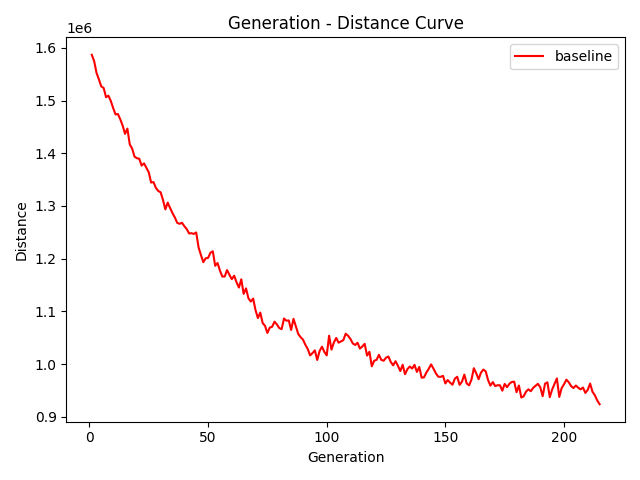 Generation - Distance Curve
1e6
baseline
1.6
1.5
1.4
1.3
1.2
1.1
1.0
0.9
Distance
0 50 100 150 200
Generation